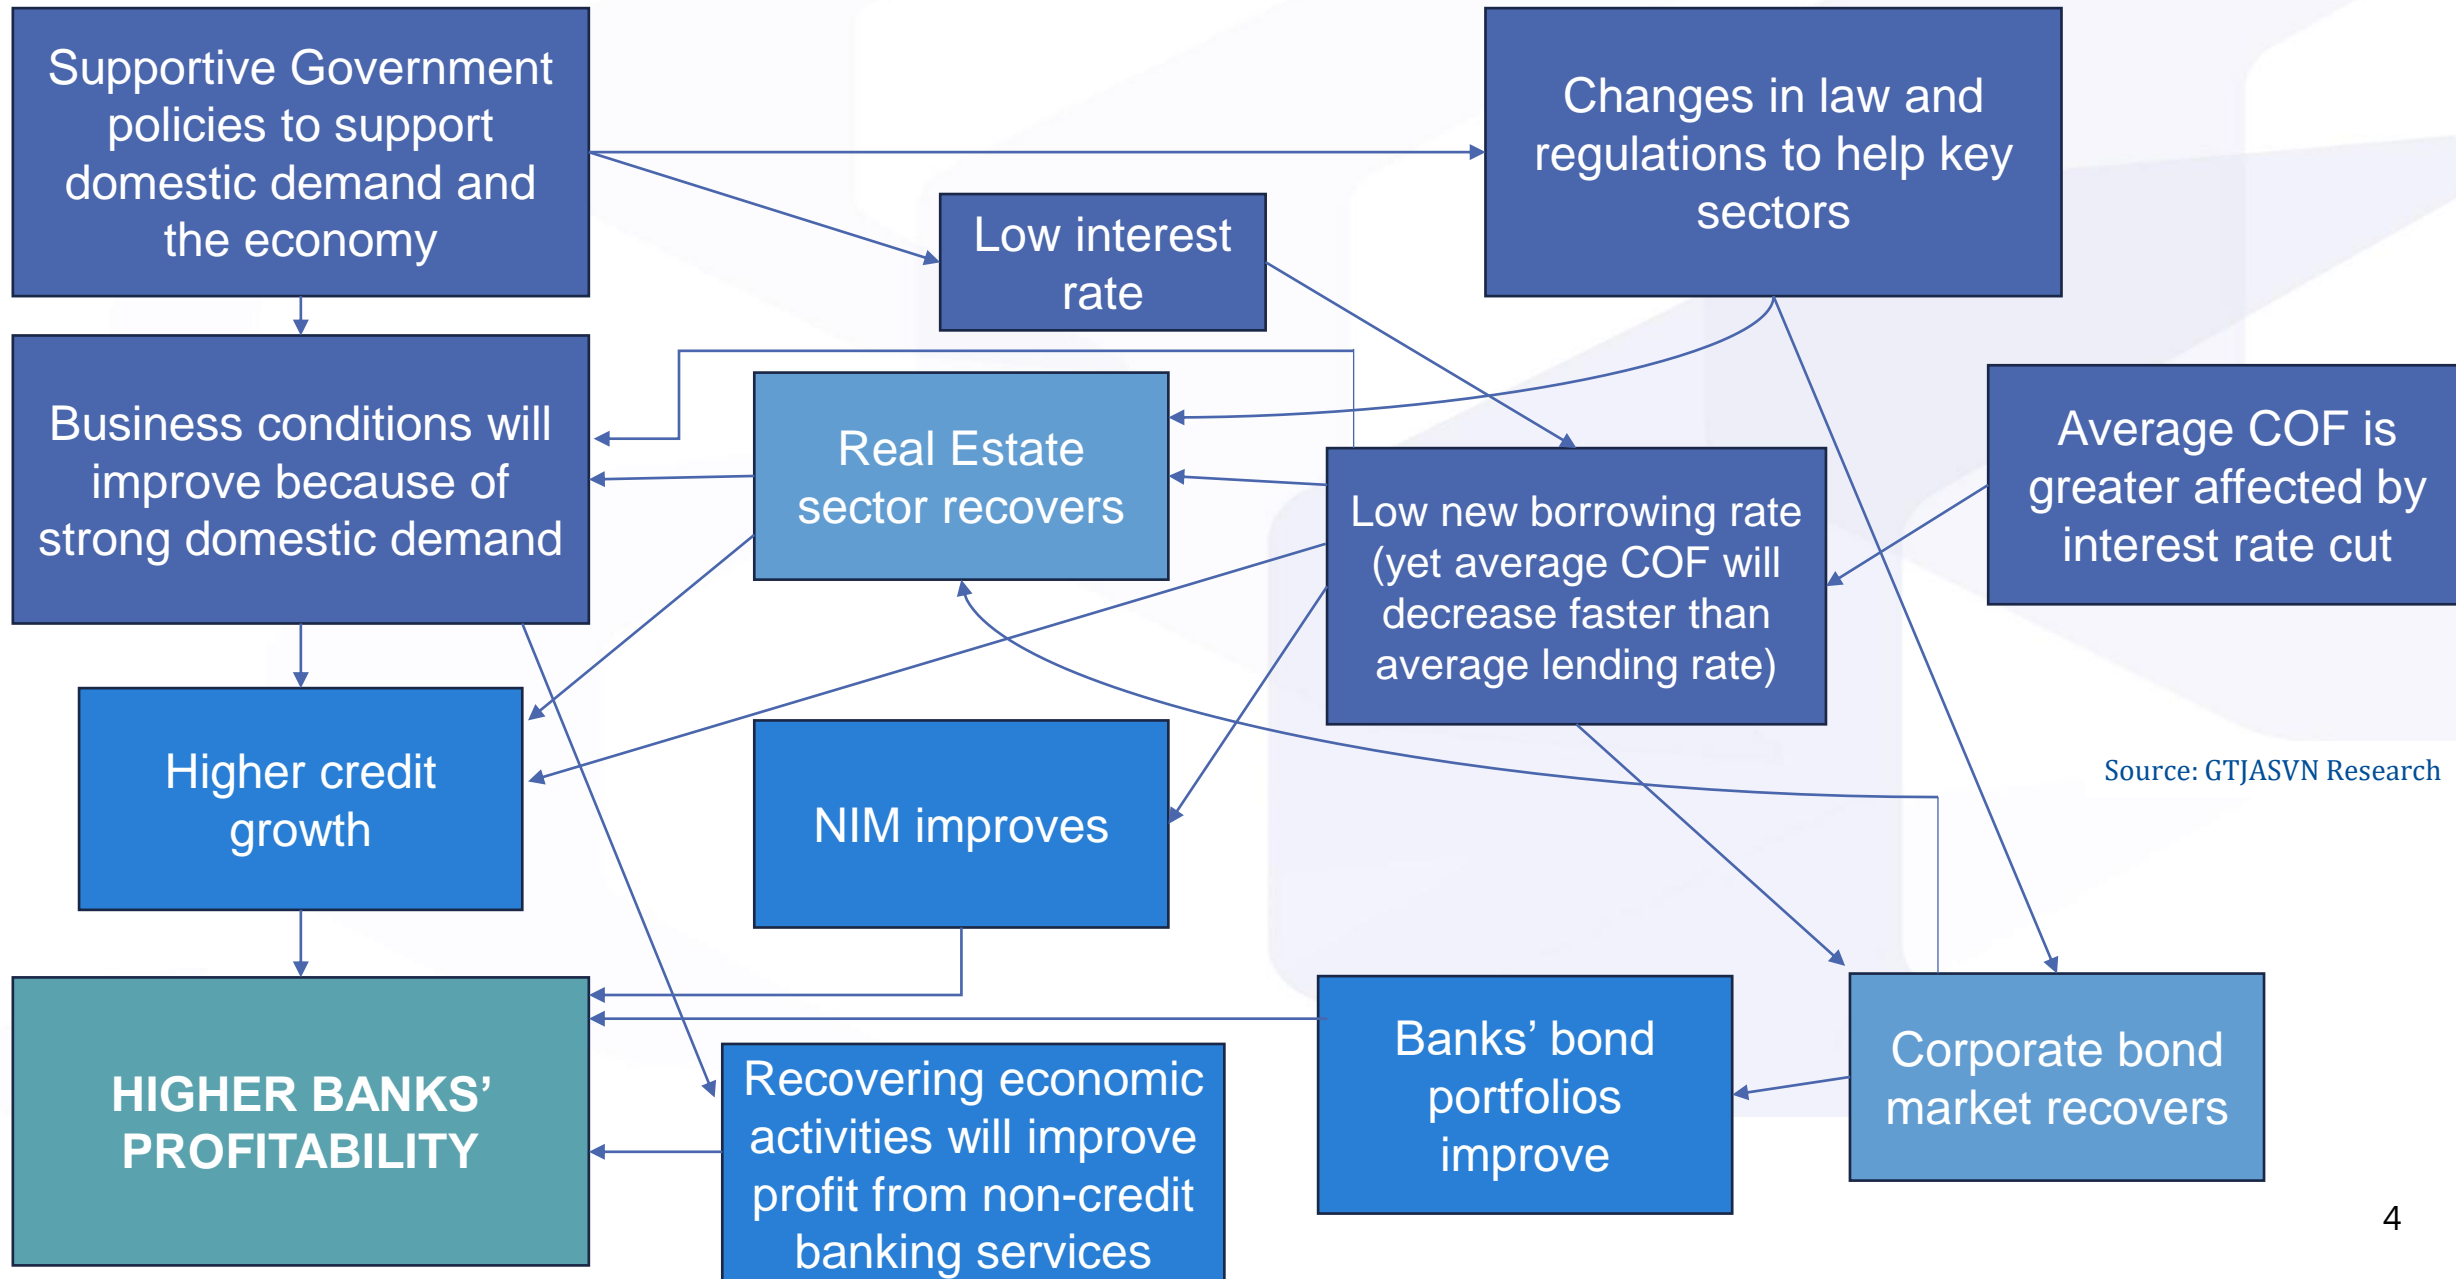 Supportive Government
policies to support
domestic demand and
the economy
Changes in law and
regulations to help key
sectors
Low interest
rate
Business conditions will
improve because of
strong domestic demand
Real Estate
sector recovers
Low new borrowing rate
(yet average COF will
decrease faster than
average lending rate)
Average COF is
greater affected by
interest rate cut
Higher credit
growth
NIM improves
Source: GTJASVN Research
HIGHER BANKS’
PROFITABILITY
Recovering economic
activities will improve
profit from non-credit
banking services
Banks’ bond
portfolios
improve
Corporate bond
market recovers
4